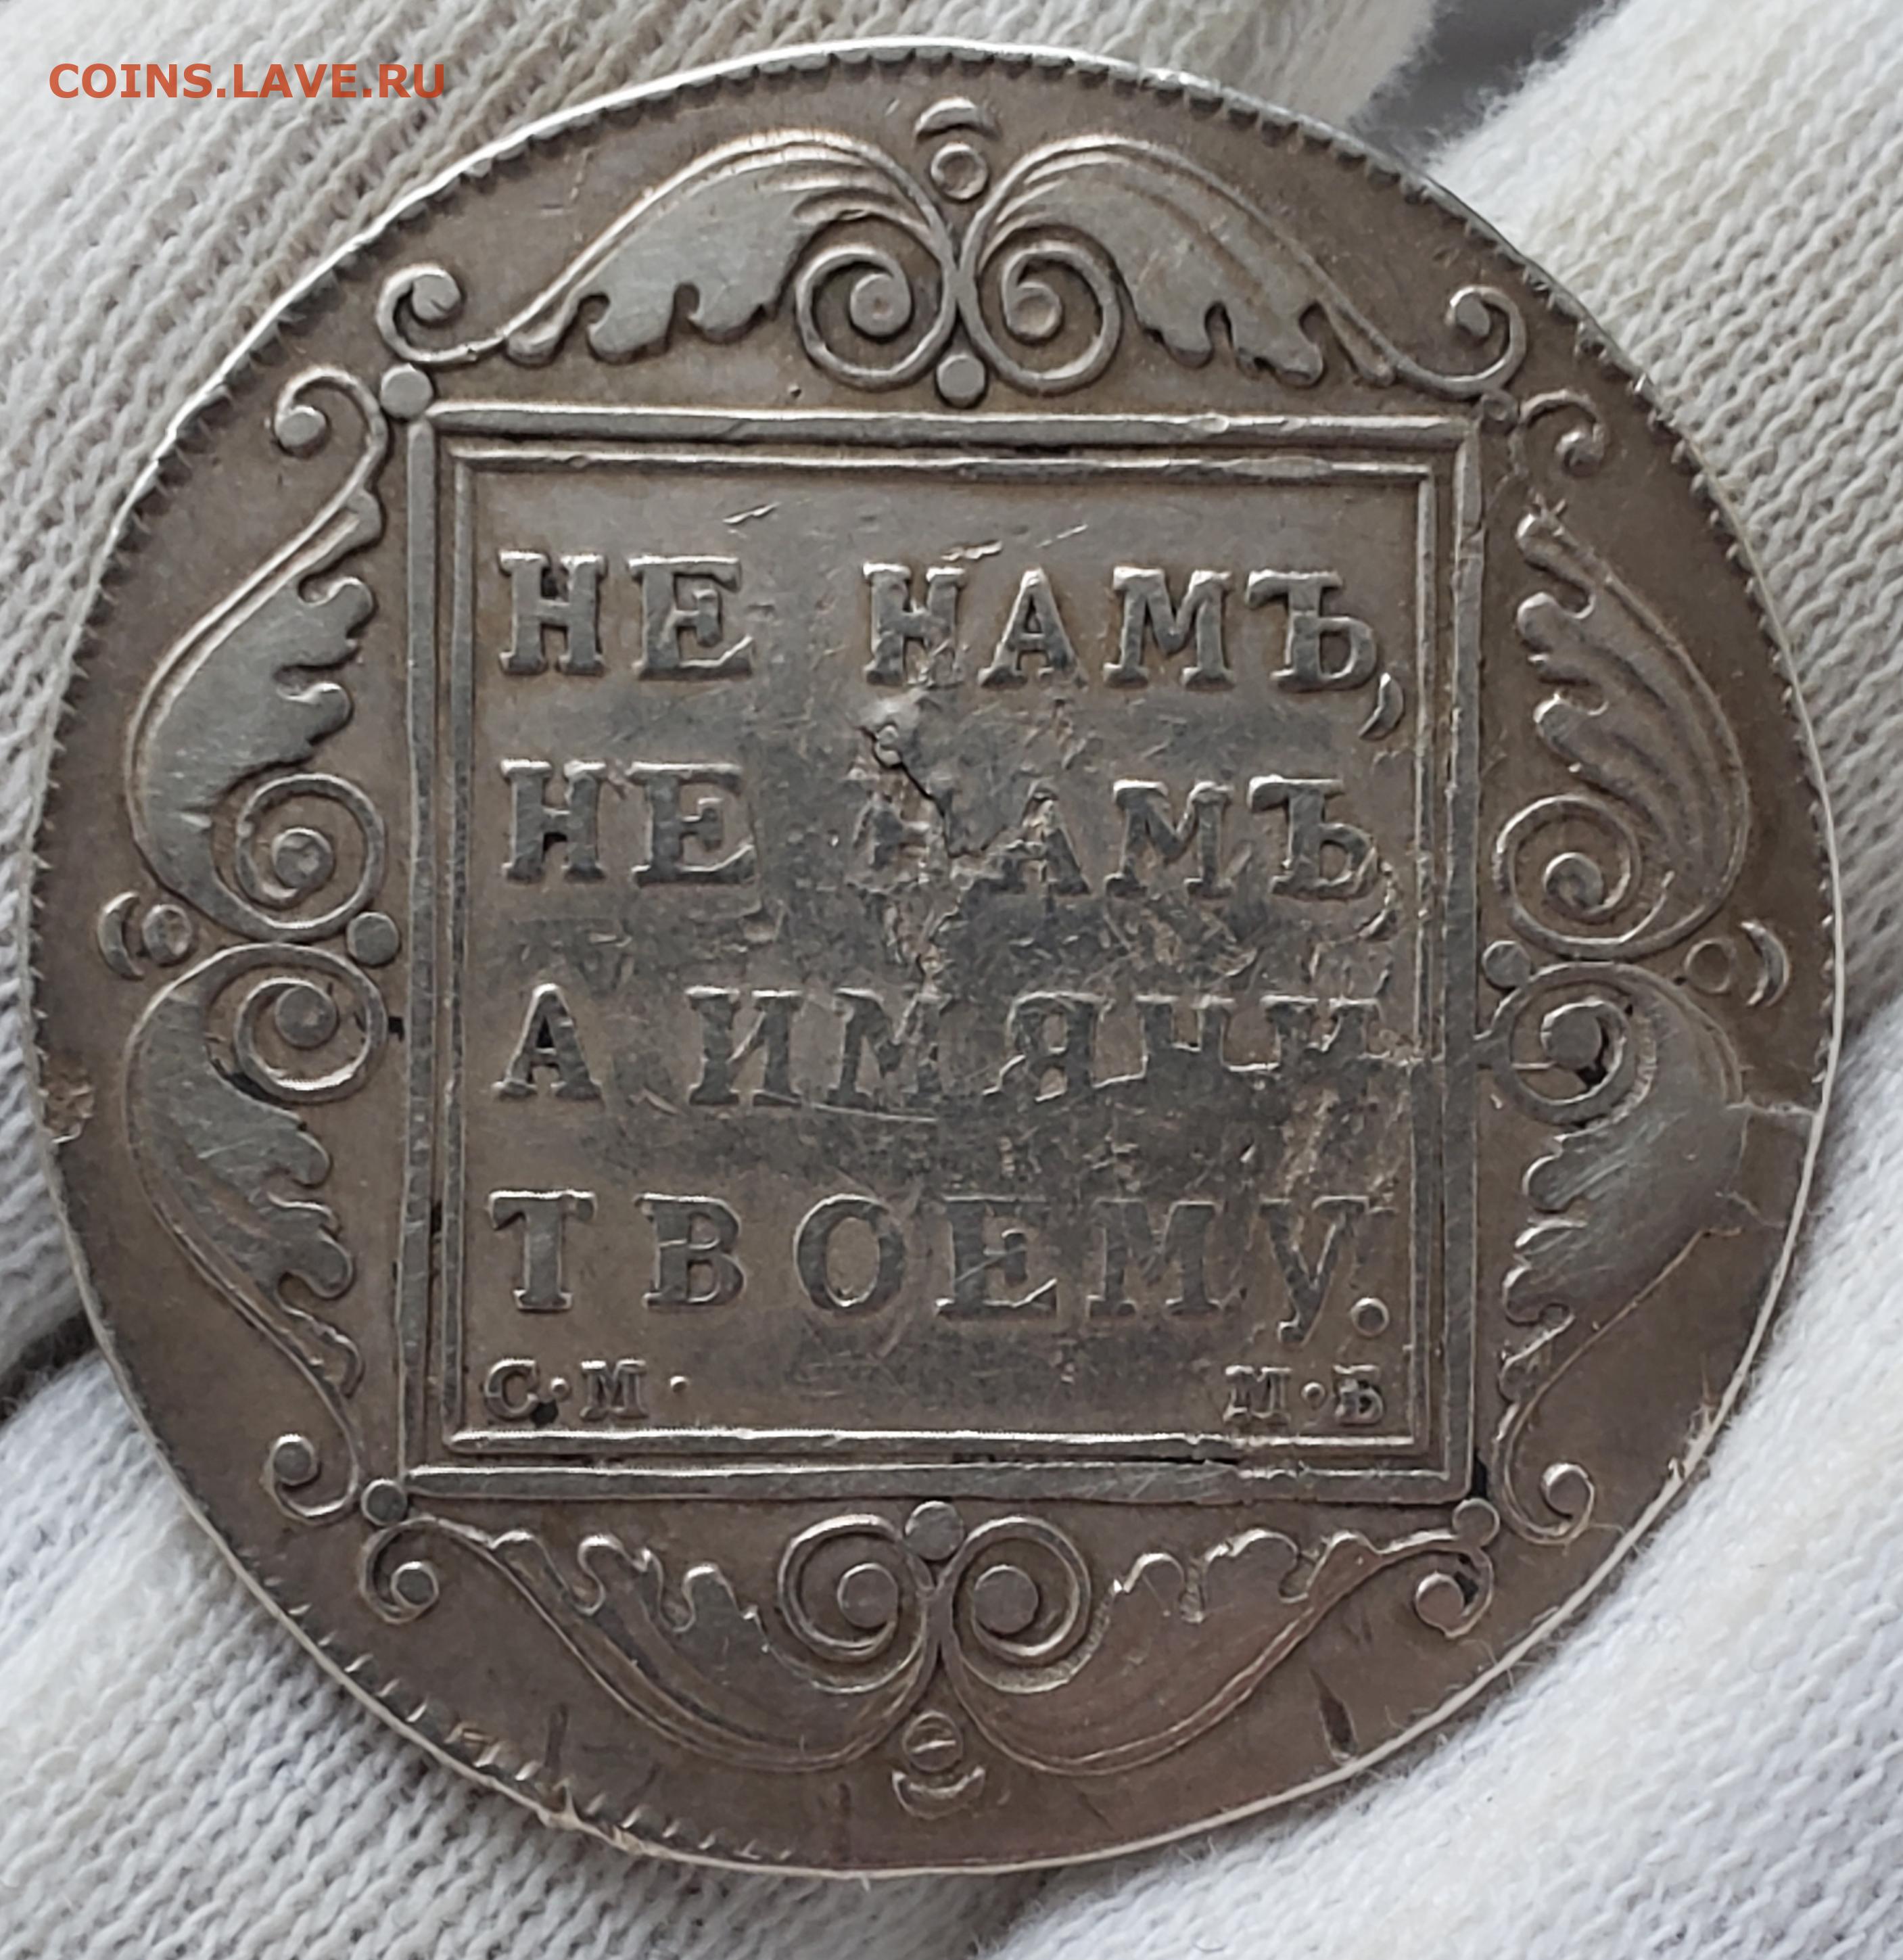 COINS.LAVE.RU
НЕ НАМЪ,
НЕ НАМЪ,
А ИМЯНИ
ТВОЕМУ.
С·М· М·Б